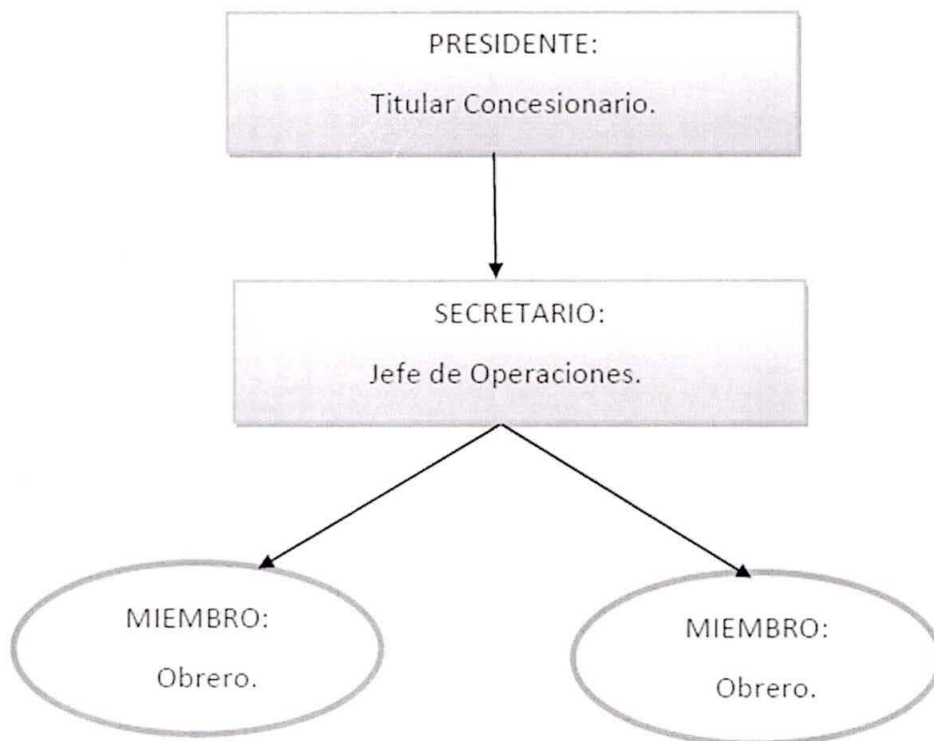 PRESIDENTE:
Titular Concesionario.
SECRETARIO:
Jefe de Operaciones.
MIEMBRO:
Obrero.
MIEMBRO:
Obrero.